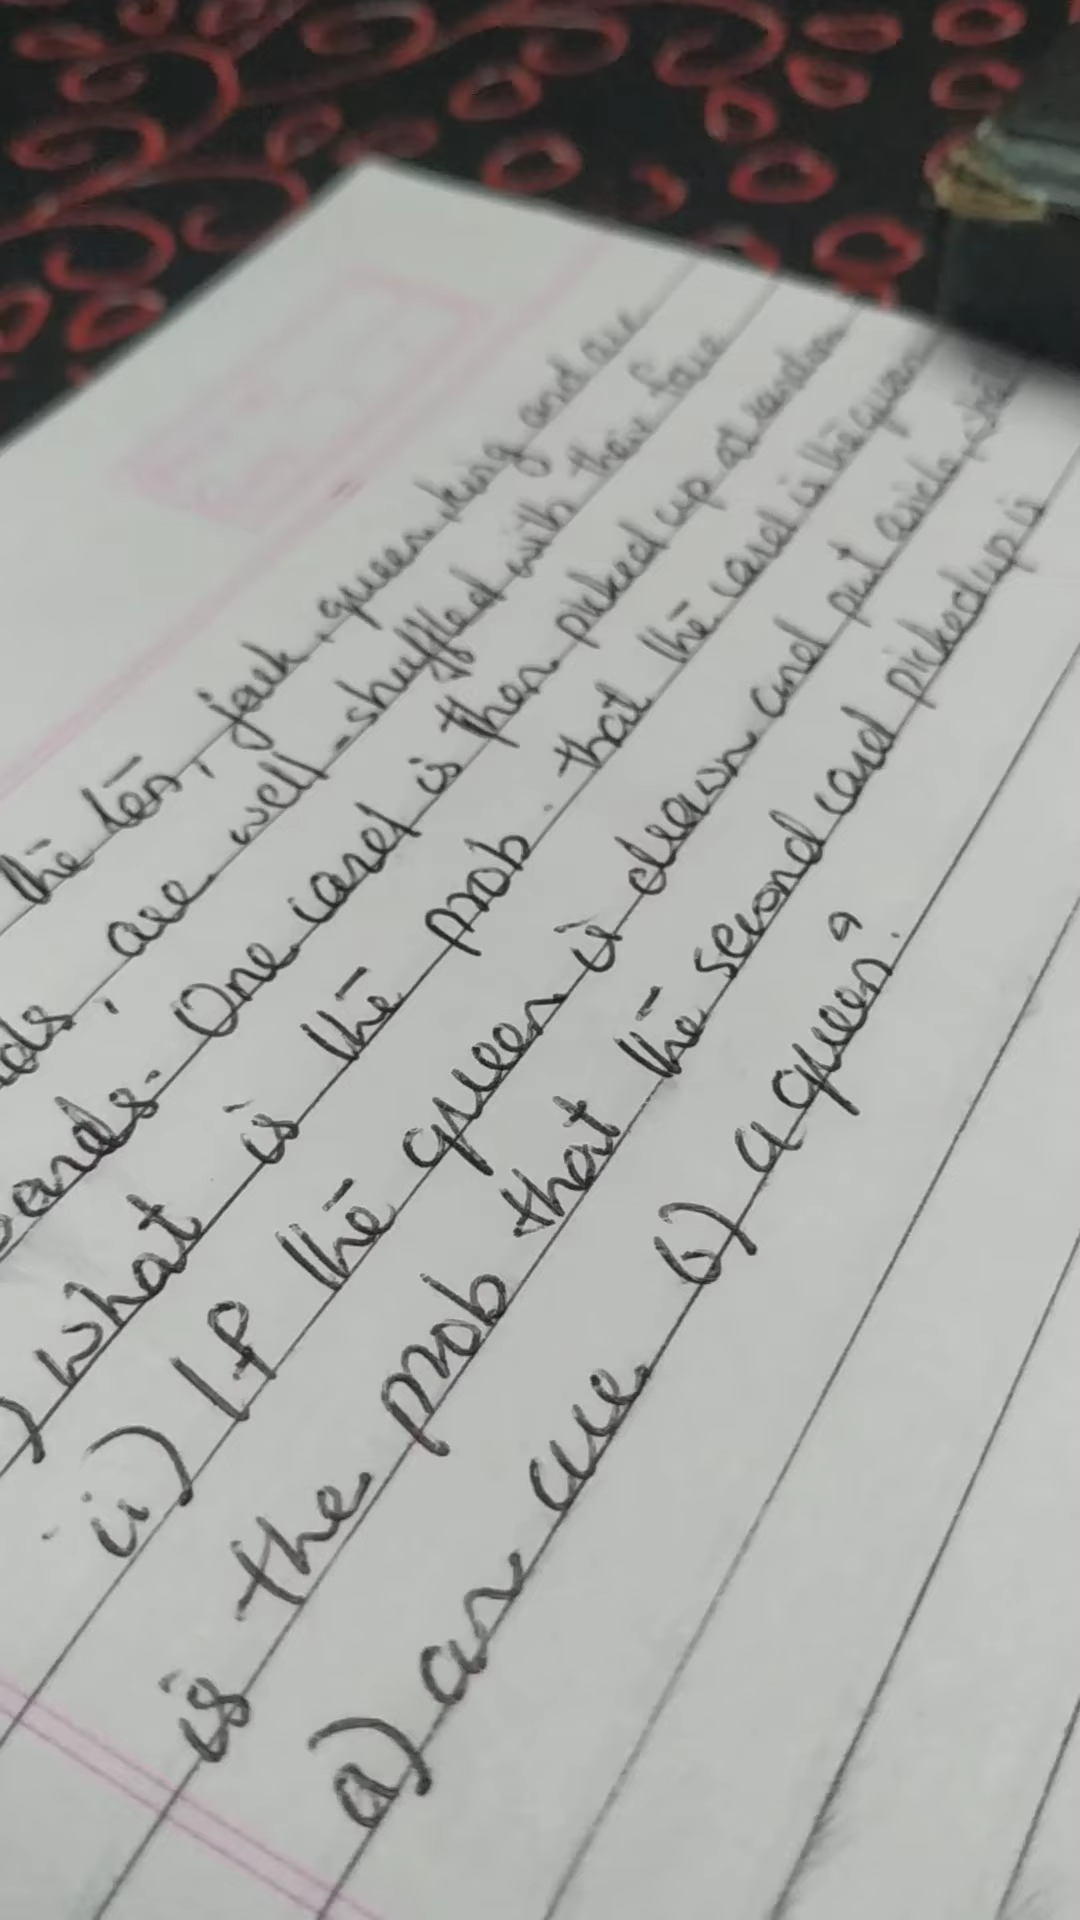 the ten, jack, queen, king and ace
are well-shuffled with their face
One card is then picked up at random
) what is the prob. that the card is the queen
ii) If the queen is drawn and put aside, what
is the prob that the second card picked up is
a) an ace b) a queen?